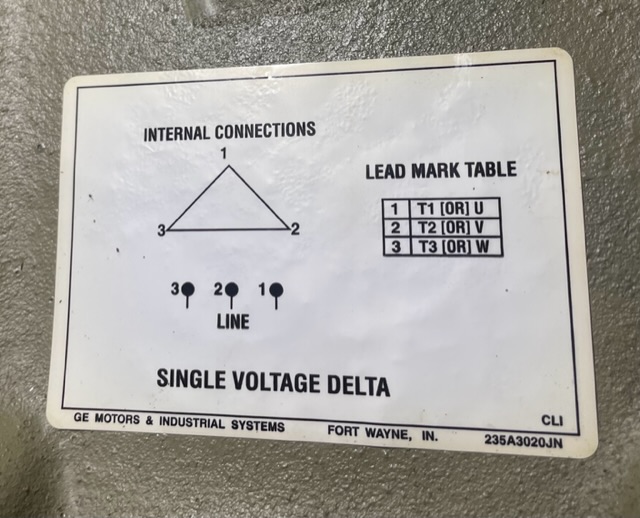 INTERNAL CONNECTIONS
1
3 2
3 2 1
LINE
LEAD MARK TABLE
1 T1 [OR] U
2 T2 [OR] V
3 T3 [OR] W
SINGLE VOLTAGE DELTA
CLI
GE MOTORS & INDUSTRIAL SYSTEMS FORT WAYNE, IN. 235A3020JN